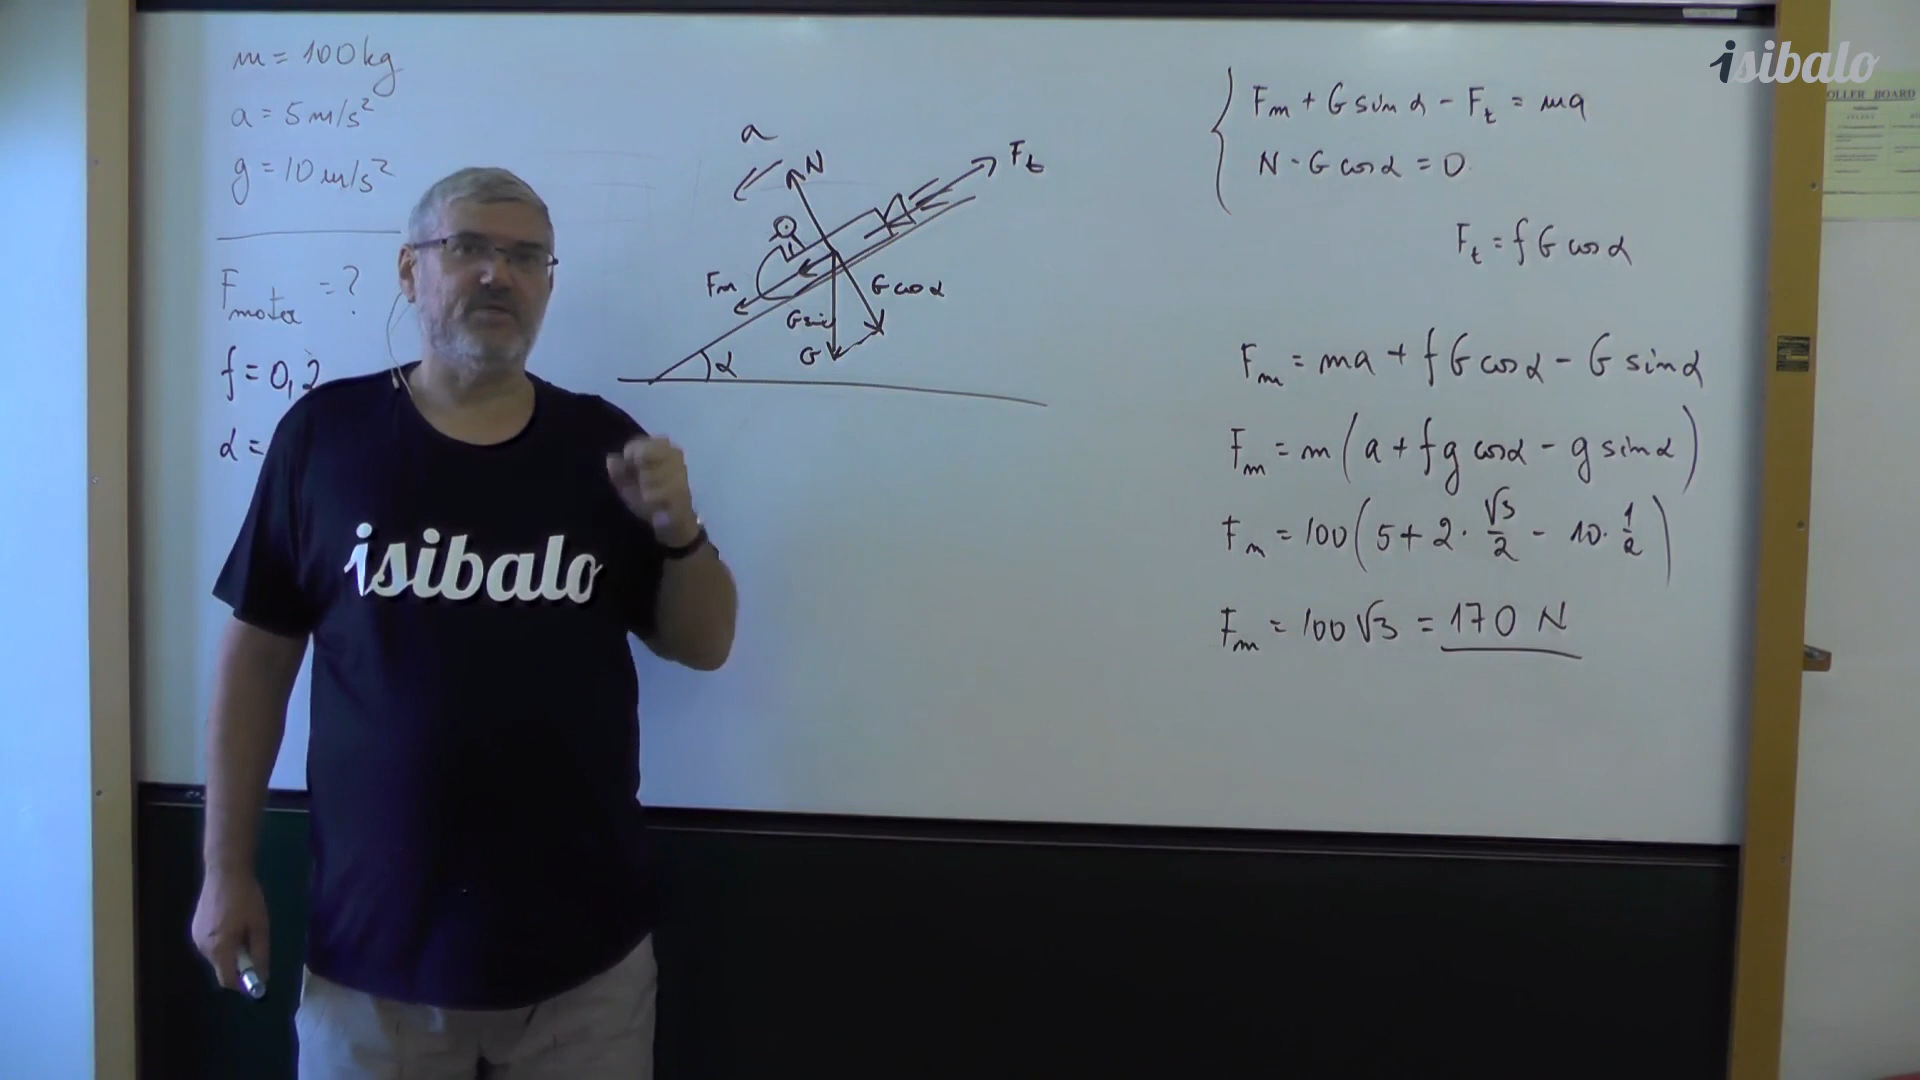 m = 100 kg
a = 5 m/s²
g = 10 m/s²
F_motor = ?
f = 0,2
α =
a
N
F_t
F_m
G cos α
G sin
G
α
F_m + G sin α - F_t = ma
N - G cos α = 0
F_t = f G cos α
F_m = ma + f G cos α - G sin α
F_m = m(a + f g cos α - g sin α)
F_m = 100(5 + 2 · √3/2 - 10 · 1/2)
F_m = 100√3 = 170 N
isibalo
isibalo
OLLER BOARD